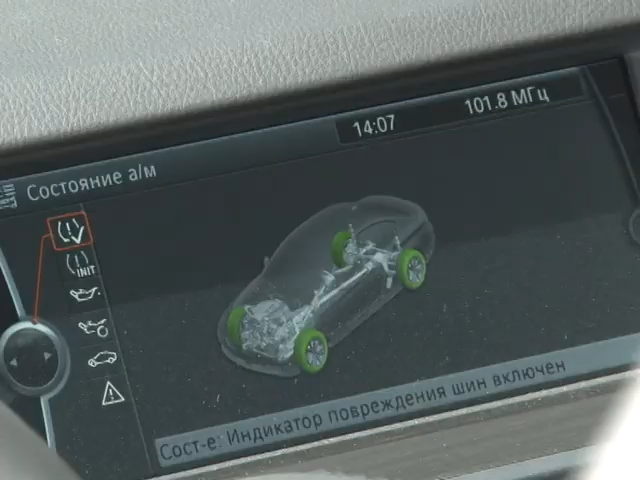 14:07
101.8 МГц
Состояние а/м
INIT
Сост-е: Индикатор повреждения шин включен